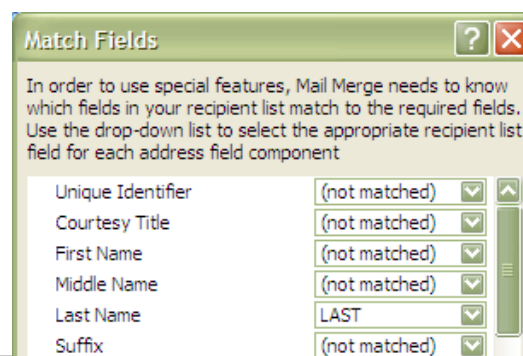 Match Fields
In order to use special features, Mail Merge needs to know
which fields in your recipient list match to the required fields.
Use the drop-down list to select the appropriate recipient list
field for each address field component
Unique Identifier (not matched)
Courtesy Title (not matched)
First Name (not matched)
Middle Name (not matched)
Last Name LAST
Suffix (not matched)